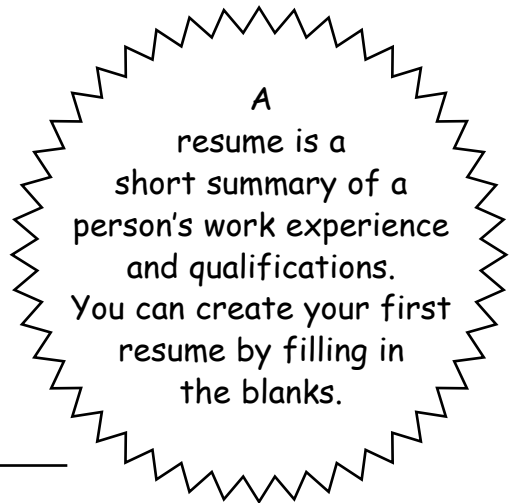 A
resume is a
short summary of a
person's work experience
and qualifications.
You can create your first
resume by filling in
the blanks.